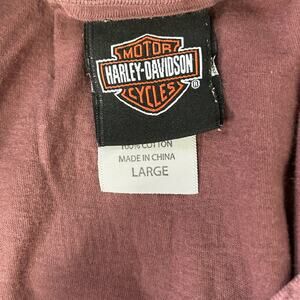 MOTOR
HARLEY-DAVIDSON
CYCLES
®
100% COTTON
MADE IN CHINA
LARGE